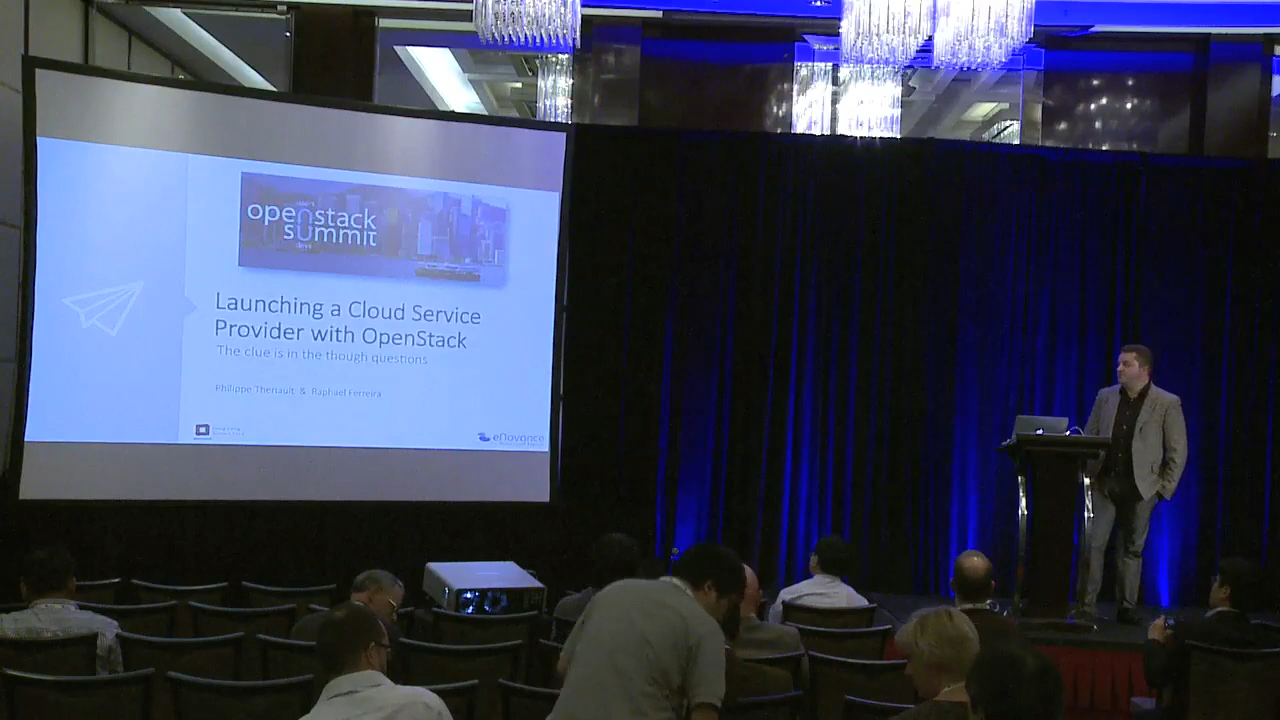 openstack
summit
Launching a Cloud Service
Provider with OpenStack
The clue is in the though questions
Philippe Theriault & Raphael Ferreira
eNovance